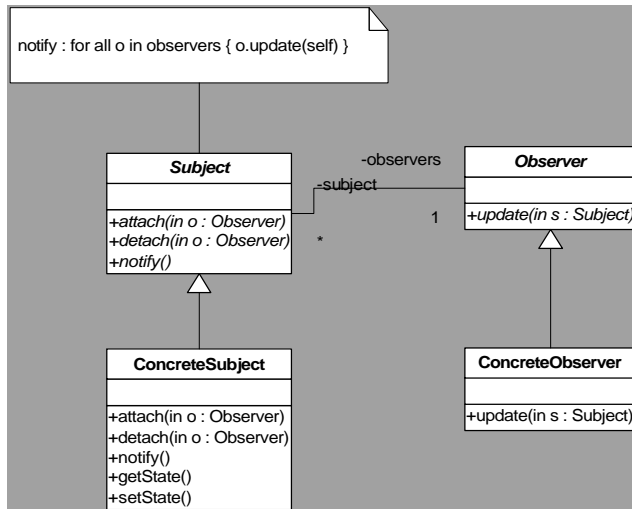 notify : for all o in observers { o.update(self) }
Subject
+attach(in o : Observer)
+detach(in o : Observer)
+notify()
-observers
-subject
1
*
Observer
+update(in s : Subject)
ConcreteSubject
+attach(in o : Observer)
+detach(in o : Observer)
+notify()
+getState()
+setState()
ConcreteObserver
+update(in s : Subject)